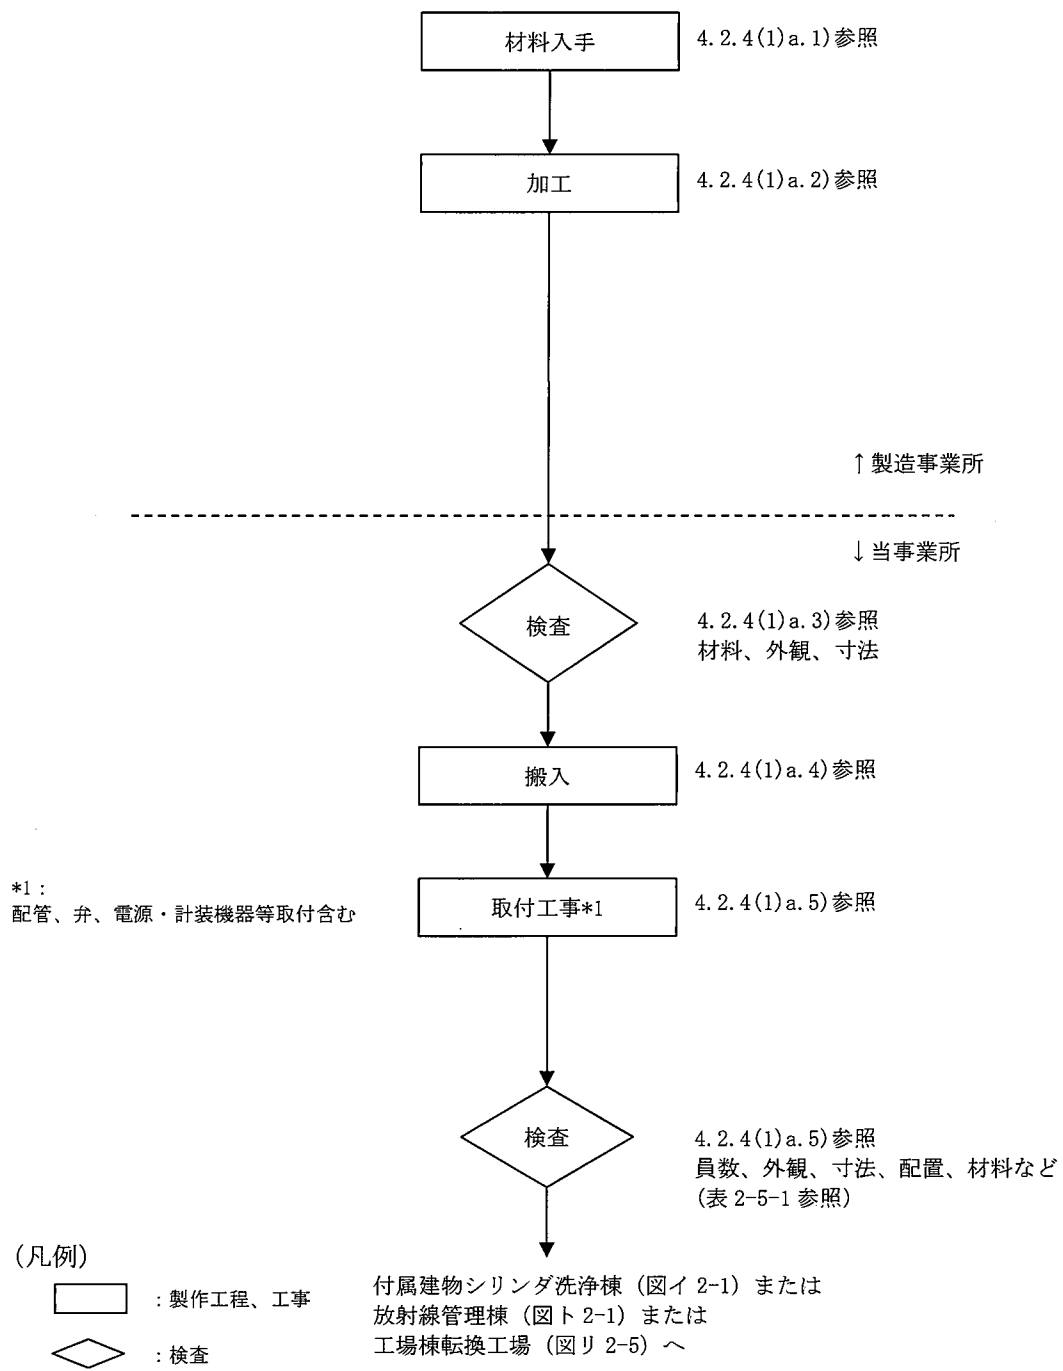 材料入手
4.2.4(1)a.1)参照
加工
4.2.4(1)a.2)参照
↑製造事業所
↓当事業所
検査
4.2.4(1)a.3)参照
材料、外観、寸法
搬入
4.2.4(1)a.4)参照
*1：
配管、弁、電源・計装機器等取付含む
取付工事*1
4.2.4(1)a.5)参照
検査
4.2.4(1)a.5)参照
員数、外観、寸法、配置、材料など
(表 2-5-1 参照)
(凡例)
：製作工程、工事
：検査
付属建物シリンダ洗浄棟（図イ 2-1）または
放射線管理棟（図ト 2-1）または
工場棟転換工場（図リ 2-5）へ